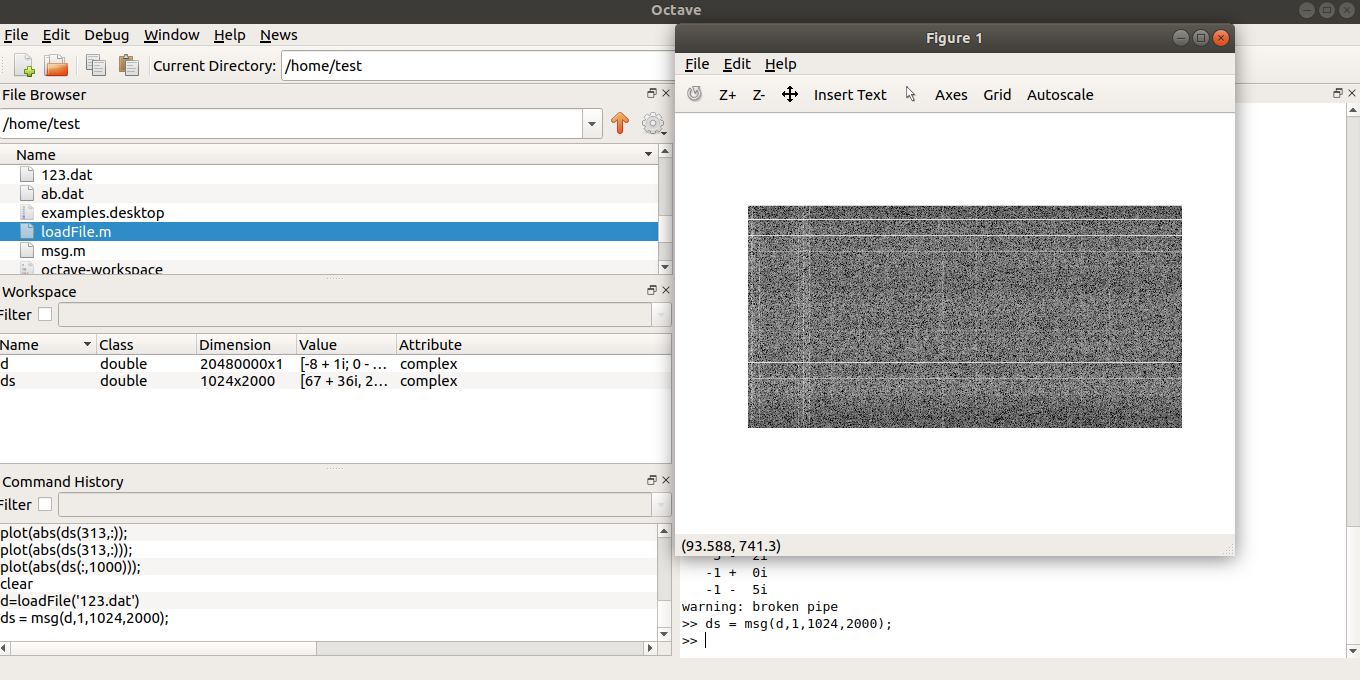 Octave
File Edit Debug Window Help News
Current Directory: /home/test
File Browser
/home/test
Name
123.dat
ab.dat
examples.desktop
loadFile.m
msg.m
octave-workspace
Workspace
Filter
Name Class Dimension Value Attribute
d double 20480000x1 [-8 + 1i; 0 - ... complex
ds double 1024x2000 [67 + 36i, 2... complex
Command History
Filter
plot(abs(ds(313,:));
plot(abs(ds(313,:)));
plot(abs(ds(:,1000)));
clear
d=loadFile('123.dat')
ds = msg(d,1,1024,2000);
Figure 1
File Edit Help
Z+ Z- Insert Text Axes Grid Autoscale
(93.588, 741.3)
-1 + 0i
-1 - 5i
warning: broken pipe
>> ds = msg(d,1,1024,2000);
>>